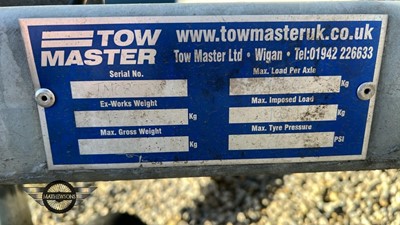 TOW MASTER
www.towmasteruk.co.uk
Tow Master Ltd • Wigan • Tel:01942 226633
Serial No.
Max. Load Per Axle
Kg
Ex-Works Weight
Kg
Max. Imposed Load
Kg
Max. Gross Weight
Kg
Max. Tyre Pressure
PSI
MATHEWSONS